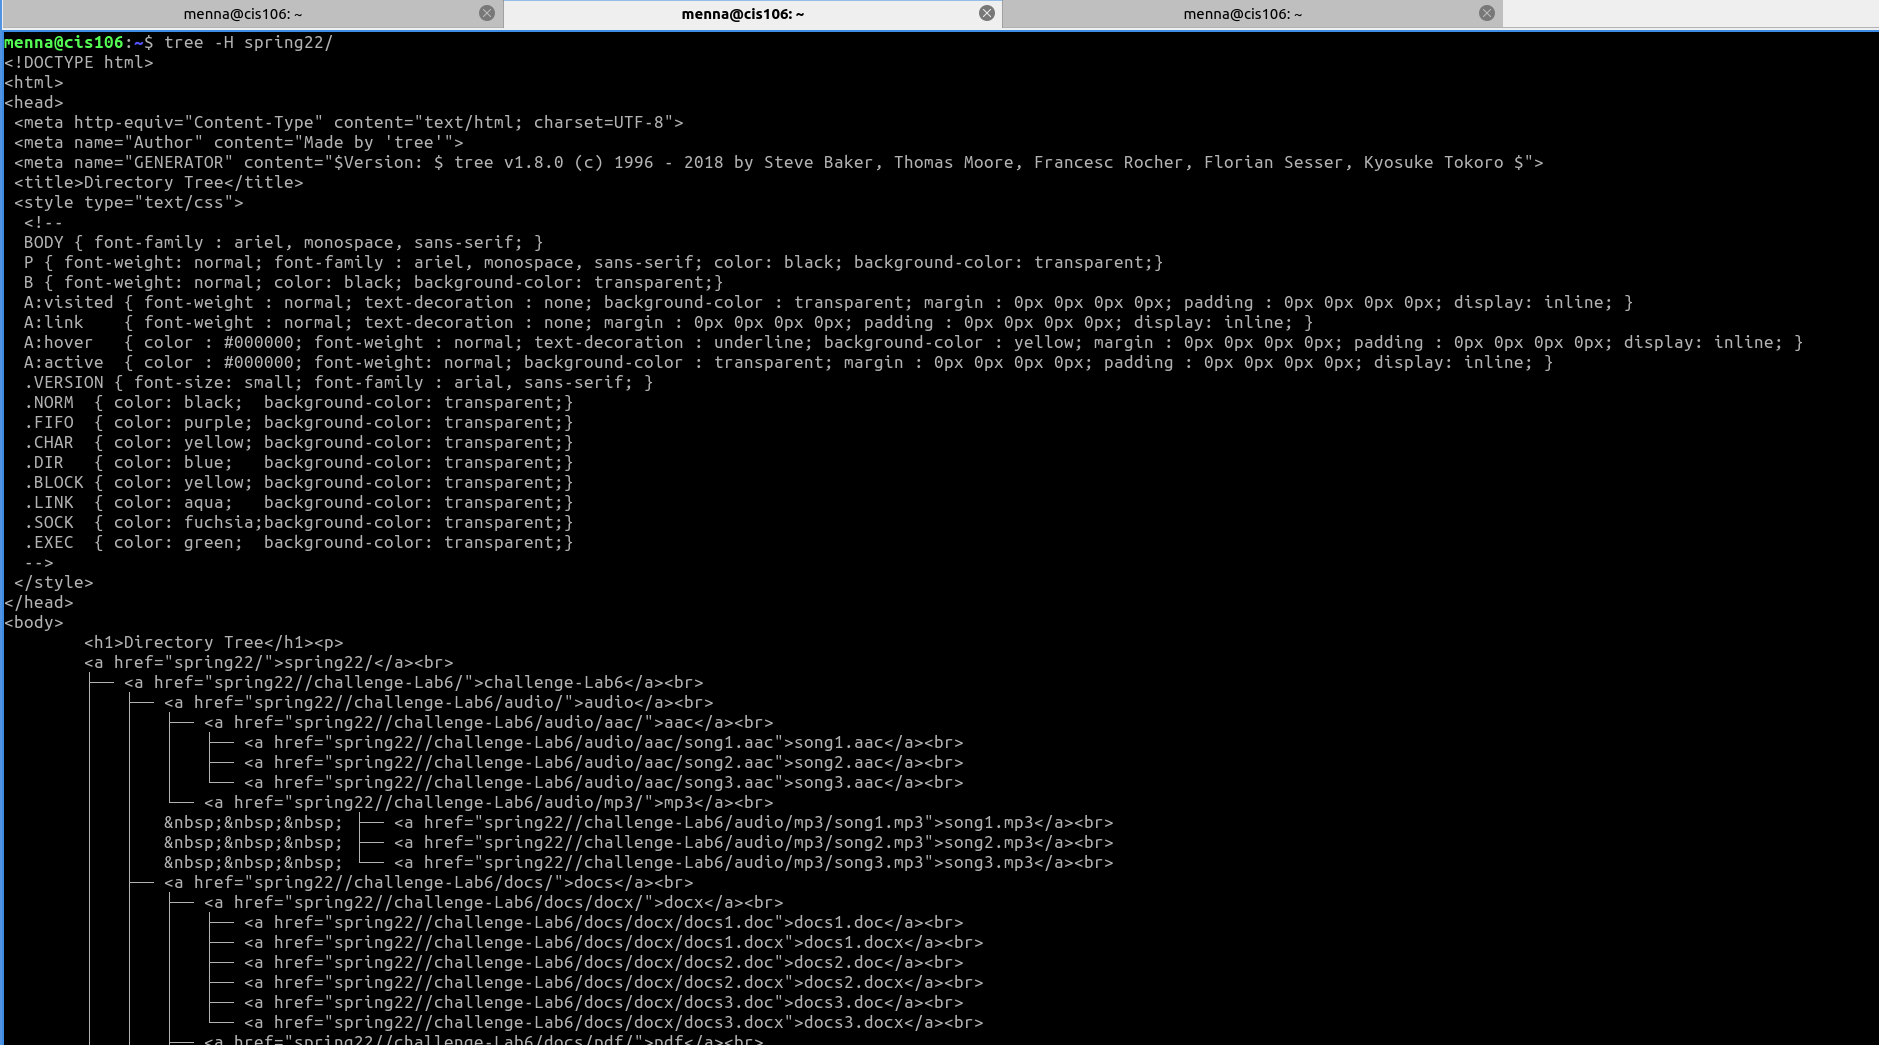 menna@cis106: ~ menna@cis106: ~ menna@cis106: ~
menna@cis106:~$ tree -H spring22/
<!DOCTYPE html>
<html>
<head>
 <meta http-equiv="Content-Type" content="text/html; charset=UTF-8">
 <meta name="Author" content="Made by 'tree'">
 <meta name="GENERATOR" content="$Version: $ tree v1.8.0 (c) 1996 - 2018 by Steve Baker, Thomas Moore, Francesc Rocher, Florian Sesser, Kyosuke Tokoro $">
 <title>Directory Tree</title>
 <style type="text/css">
  <!--
  BODY { font-family : ariel, monospace, sans-serif; }
  P { font-weight: normal; font-family : ariel, monospace, sans-serif; color: black; background-color: transparent;}
  B { font-weight: normal; color: black; background-color: transparent;}
  A:visited { font-weight : normal; text-decoration : none; background-color : transparent; margin : 0px 0px 0px 0px; padding : 0px 0px 0px 0px; display: inline; }
  A:link    { font-weight : normal; text-decoration : none; margin : 0px 0px 0px 0px; padding : 0px 0px 0px 0px; display: inline; }
  A:hover   { color : #000000; font-weight : normal; text-decoration : underline; background-color : yellow; margin : 0px 0px 0px 0px; padding : 0px 0px 0px 0px; display: inline; }
  A:active  { color : #000000; font-weight: normal; background-color : transparent; margin : 0px 0px 0px 0px; padding : 0px 0px 0px 0px; display: inline; }
  .VERSION { font-size: small; font-family : arial, sans-serif; }
  .NORM  { color: black;  background-color: transparent;}
  .FIFO  { color: purple; background-color: transparent;}
  .CHAR  { color: yellow; background-color: transparent;}
  .DIR   { color: blue;   background-color: transparent;}
  .BLOCK { color: yellow; background-color: transparent;}
  .LINK  { color: aqua;   background-color: transparent;}
  .SOCK  { color: fuchsia;background-color: transparent;}
  .EXEC  { color: green;  background-color: transparent;}
  -->
 </style>
</head>
<body>
        <h1>Directory Tree</h1><p>
        <a href="spring22/">spring22/</a><br>
        ├── <a href="spring22//challenge-Lab6/">challenge-Lab6</a><br>
        │   ├── <a href="spring22//challenge-Lab6/audio/">audio</a><br>
        │   │   ├── <a href="spring22//challenge-Lab6/audio/aac/">aac</a><br>
        │   │   │   ├── <a href="spring22//challenge-Lab6/audio/aac/song1.aac">song1.aac</a><br>
        │   │   │   ├── <a href="spring22//challenge-Lab6/audio/aac/song2.aac">song2.aac</a><br>
        │   │   │   └── <a href="spring22//challenge-Lab6/audio/aac/song3.aac">song3.aac</a><br>
        │   │   └── <a href="spring22//challenge-Lab6/audio/mp3/">mp3</a><br>
        │   │   &nbsp;&nbsp;&nbsp; ├── <a href="spring22//challenge-Lab6/audio/mp3/song1.mp3">song1.mp3</a><br>
        │   │   &nbsp;&nbsp;&nbsp; ├── <a href="spring22//challenge-Lab6/audio/mp3/song2.mp3">song2.mp3</a><br>
        │   │   &nbsp;&nbsp;&nbsp; └── <a href="spring22//challenge-Lab6/audio/mp3/song3.mp3">song3.mp3</a><br>
        │   ├── <a href="spring22//challenge-Lab6/docs/">docs</a><br>
        │   │   ├── <a href="spring22//challenge-Lab6/docs/docx/">docx</a><br>
        │   │   │   ├── <a href="spring22//challenge-Lab6/docs/docx/docs1.doc">docs1.doc</a><br>
        │   │   │   ├── <a href="spring22//challenge-Lab6/docs/docx/docs1.docx">docs1.docx</a><br>
        │   │   │   ├── <a href="spring22//challenge-Lab6/docs/docx/docs2.doc">docs2.doc</a><br>
        │   │   │   ├── <a href="spring22//challenge-Lab6/docs/docx/docs2.docx">docs2.docx</a><br>
        │   │   │   ├── <a href="spring22//challenge-Lab6/docs/docx/docs3.doc">docs3.doc</a><br>
        │   │   │   └── <a href="spring22//challenge-Lab6/docs/docx/docs3.docx">docs3.docx</a><br>
        │   │   ├── <a href="spring22//challenge-Lab6/docs/pdf/">pdf</a><br>